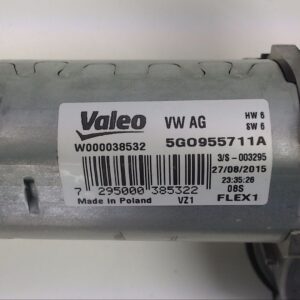 Valeo VW AG HW 6
SW 6
W000038532 5G0955711A
3/S - 003295
27/08/2015
23:35:26
7 295000 385322 08S
Made in Poland VZ1 FLEX1